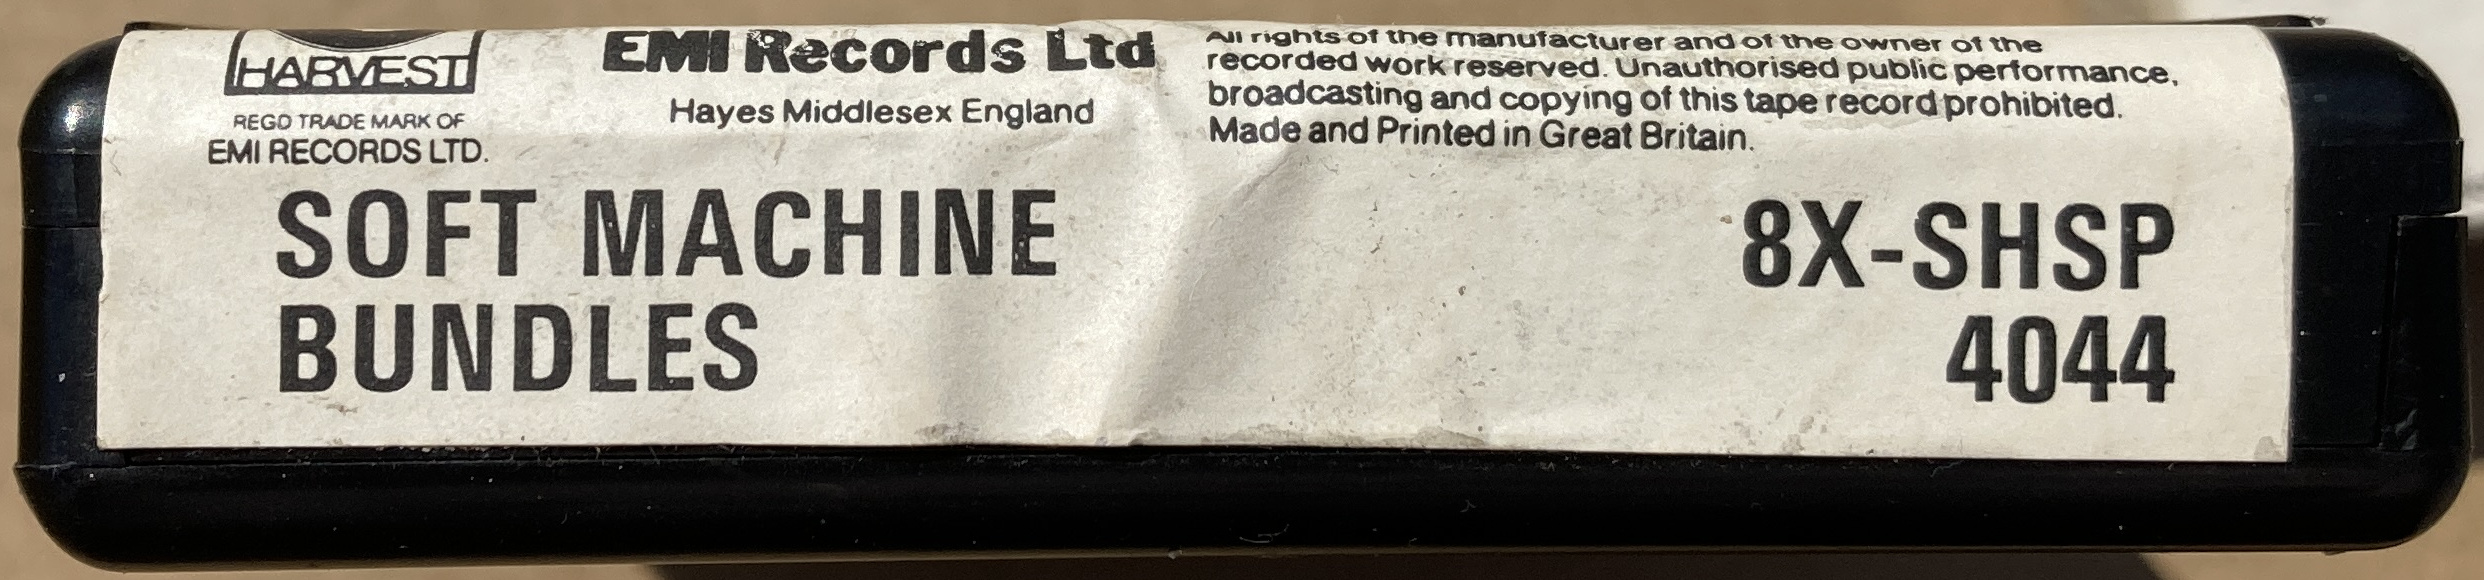 HARVEST
REGD TRADE MARK OF
EMI RECORDS LTD.
EMI Records Ltd
Hayes Middlesex England
All rights of the manufacturer and of the owner of the
recorded work reserved. Unauthorised public performance,
broadcasting and copying of this tape record prohibited.
Made and Printed in Great Britain.
SOFT MACHINE
BUNDLES
8X-SHSP
4044